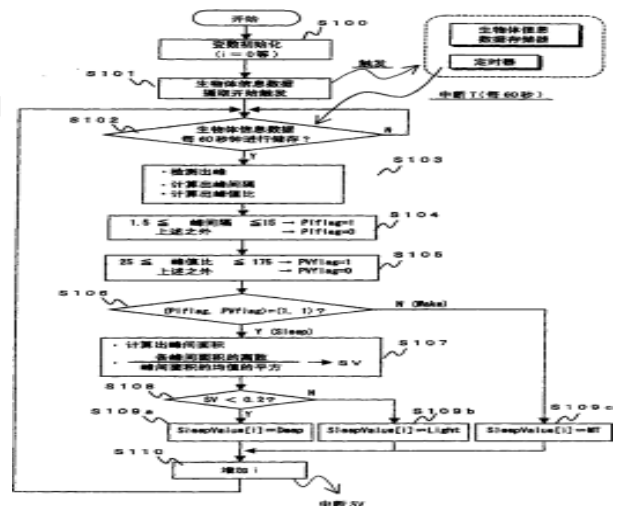 开始
S100
变数初始化
(i=0等)
S101
生物体信息数据
读取开始触发
触发
生物体信息
数据存储器
定时器
中断T(每60秒)
S102
生物体信息数据
每60秒钟进行储存?
N
Y
S103
·检测出峰
·计算出峰间隔
·计算出峰值比
S104
1.5 ≦ 峰间隔 ≦15 → PIflag=1
上述之外 → PIflag=0
S105
25 ≦ 峰值比 ≦ 175 → PVflag=1
上述之外 → PVflag=0
S106
(PIflag, PVflag)=(1, 1)?
N (Wake)
Y (Sleep)
S107
·计算出峰间面积
· 各峰间面积的离散
峰间面积的均值的平方
→ SV
S108
SV < 0.2?
N
Y
S109a
S109b
S109c
SleepValue[i]=Deep
SleepValue[i]=Light
SleepValue[i]=MT
S110
增加 i
中断SV